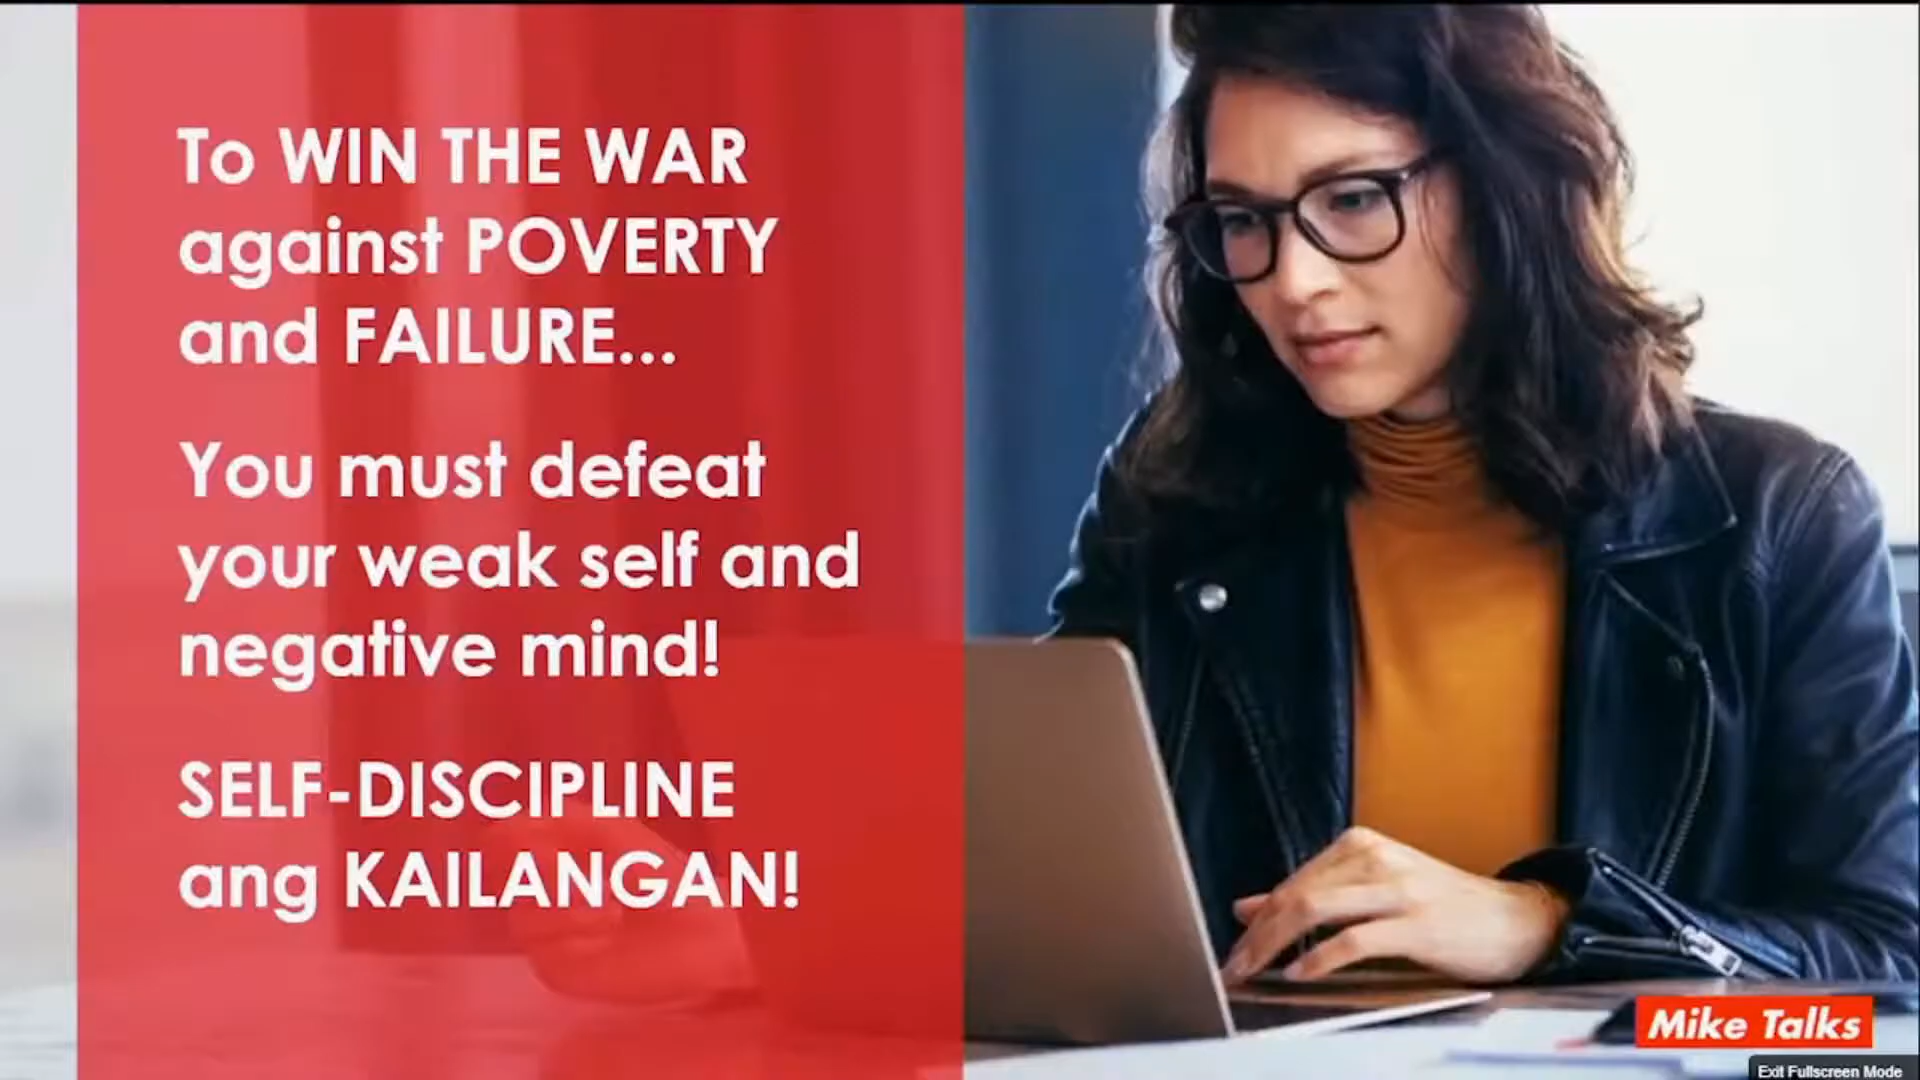 To WIN THE WAR
against POVERTY
and FAILURE...
You must defeat
your weak self and
negative mind!
SELF-DISCIPLINE
ang KAILANGAN!
Mike Talks
Exit Fullscreen Mode